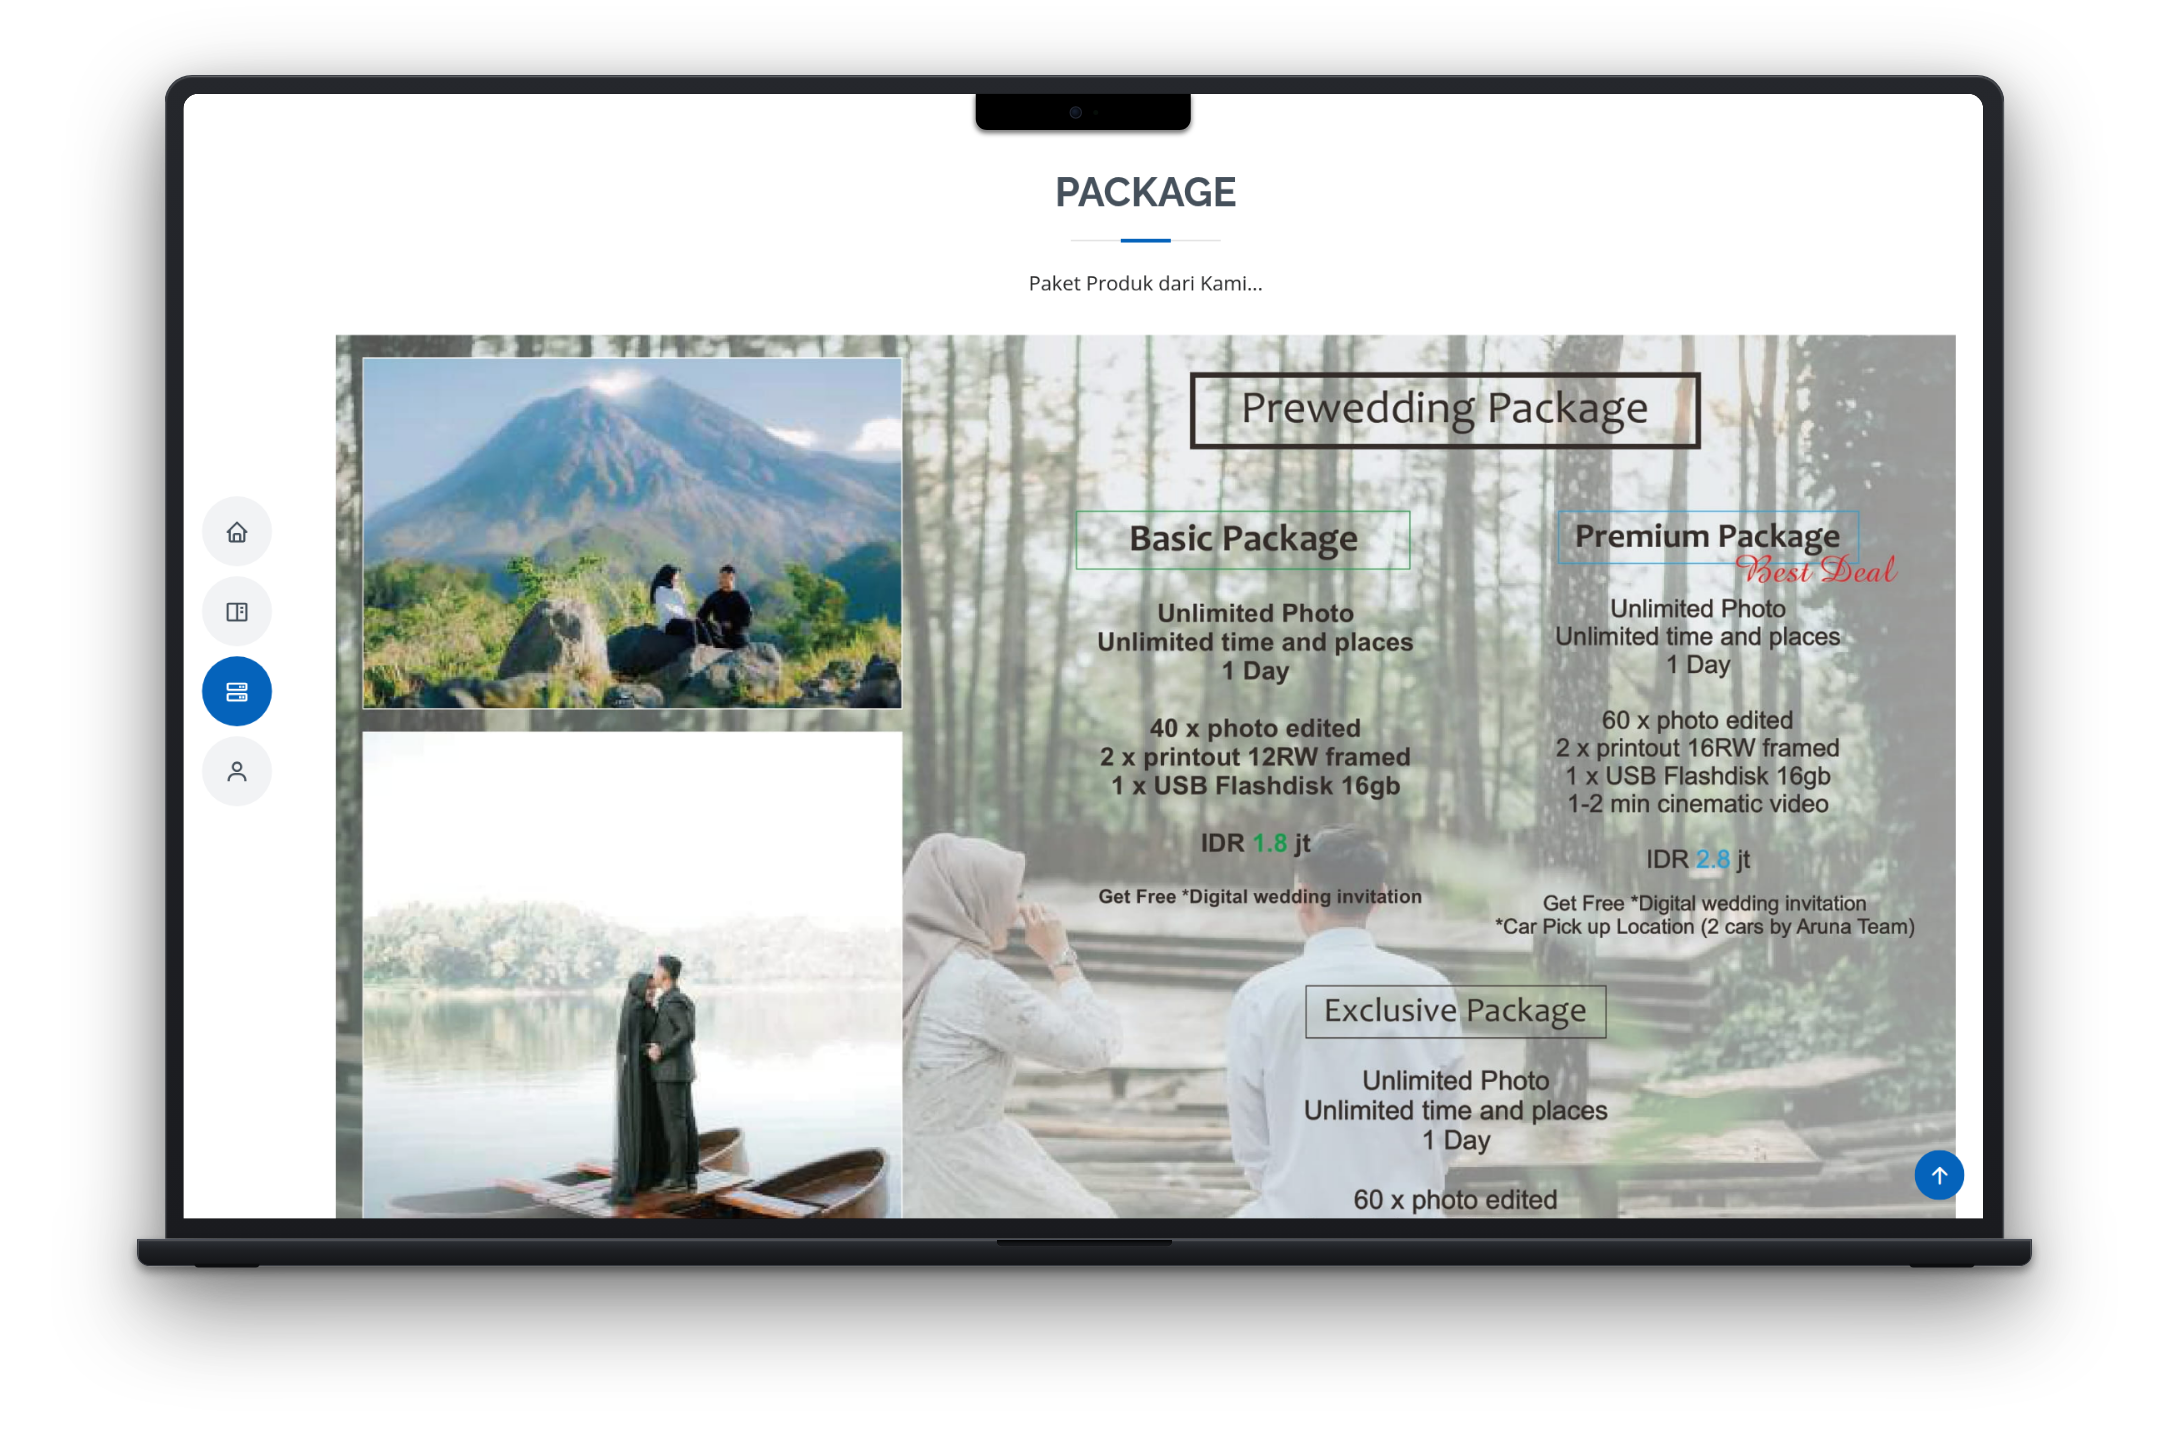 PACKAGE
Paket Produk dari Kami...
Prewedding Package
Basic Package
Unlimited Photo
Unlimited time and places
1 Day
40 x photo edited
2 x printout 12RW framed
1 x USB Flashdisk 16gb
IDR 1.8 jt
Get Free *Digital wedding invitation
Premium Package
Best Deal
Unlimited Photo
Unlimited time and places
1 Day
60 x photo edited
2 x printout 16RW framed
1 x USB Flashdisk 16gb
1-2 min cinematic video
IDR 2.8 jt
Get Free *Digital wedding invitation
*Car Pick up Location (2 cars by Aruna Team)
Exclusive Package
Unlimited Photo
Unlimited time and places
1 Day
60 x photo edited